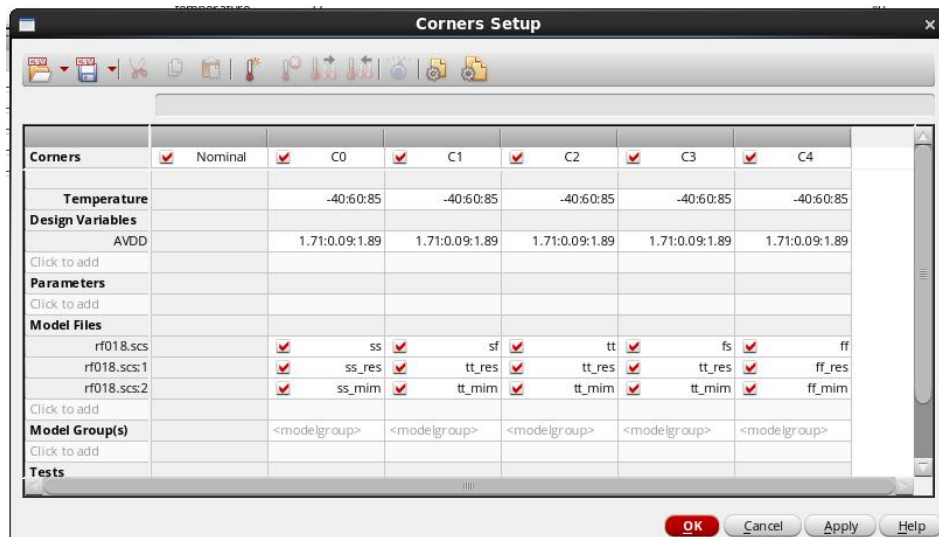 temperature
Corners Setup
CSV CSV
Corners Nominal C0 C1 C2 C3 C4
Temperature -40:60:85 -40:60:85 -40:60:85 -40:60:85 -40:60:85
Design Variables
AVDD 1.71:0.09:1.89 1.71:0.09:1.89 1.71:0.09:1.89 1.71:0.09:1.89 1.71:0.09:1.89
Click to add
Parameters
Click to add
Model Files
rf018.scs ss sf tt fs ff
rf018.scs:1 ss_res tt_res tt_res tt_res ff_res
rf018.scs:2 ss_mim tt_mim tt_mim tt_mim ff_mim
Click to add
Model Group(s) <modelgroup> <modelgroup> <modelgroup> <modelgroup> <modelgroup>
Click to add
Tests
OK Cancel Apply Help